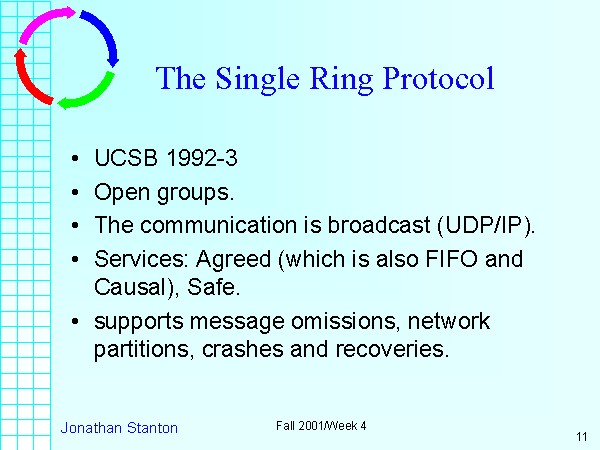 The Single Ring Protocol
• UCSB 1992-3
• Open groups.
• The communication is broadcast (UDP/IP).
• Services: Agreed (which is also FIFO and
Causal), Safe.
• supports message omissions, network
partitions, crashes and recoveries.
Jonathan Stanton
Fall 2001/Week 4
11